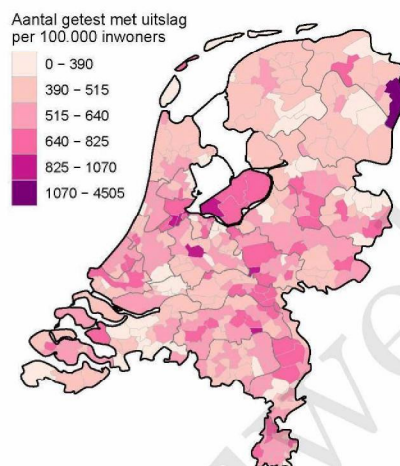 Aantal getest met uitslag
per 100.000 inwoners
0 – 390
390 – 515
515 – 640
640 – 825
825 – 1070
1070 – 4505